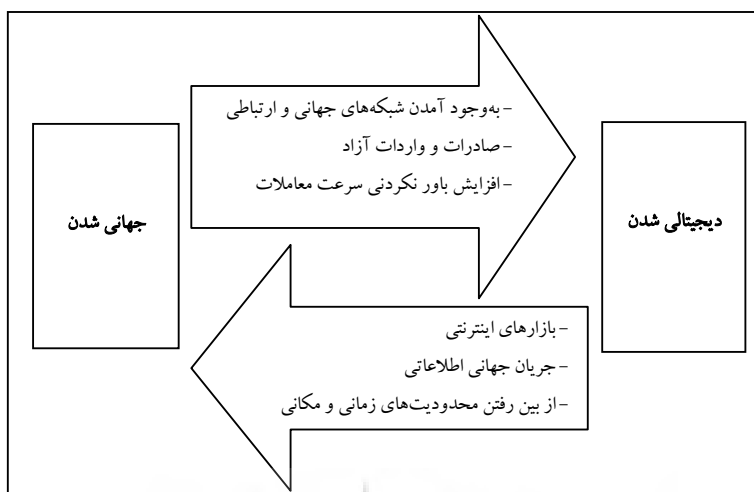 -به‌وجود آمدن شبکه‌های جهانی و ارتباطی
-صادرات و واردات آزاد
-افزایش باور نکردنی سرعت معاملات
دیجیتالی شدن
جهانی شدن
-بازارهای اینترنتی
-جریان جهانی اطلاعاتی
-از بین رفتن محدودیت‌های زمانی و مکانی